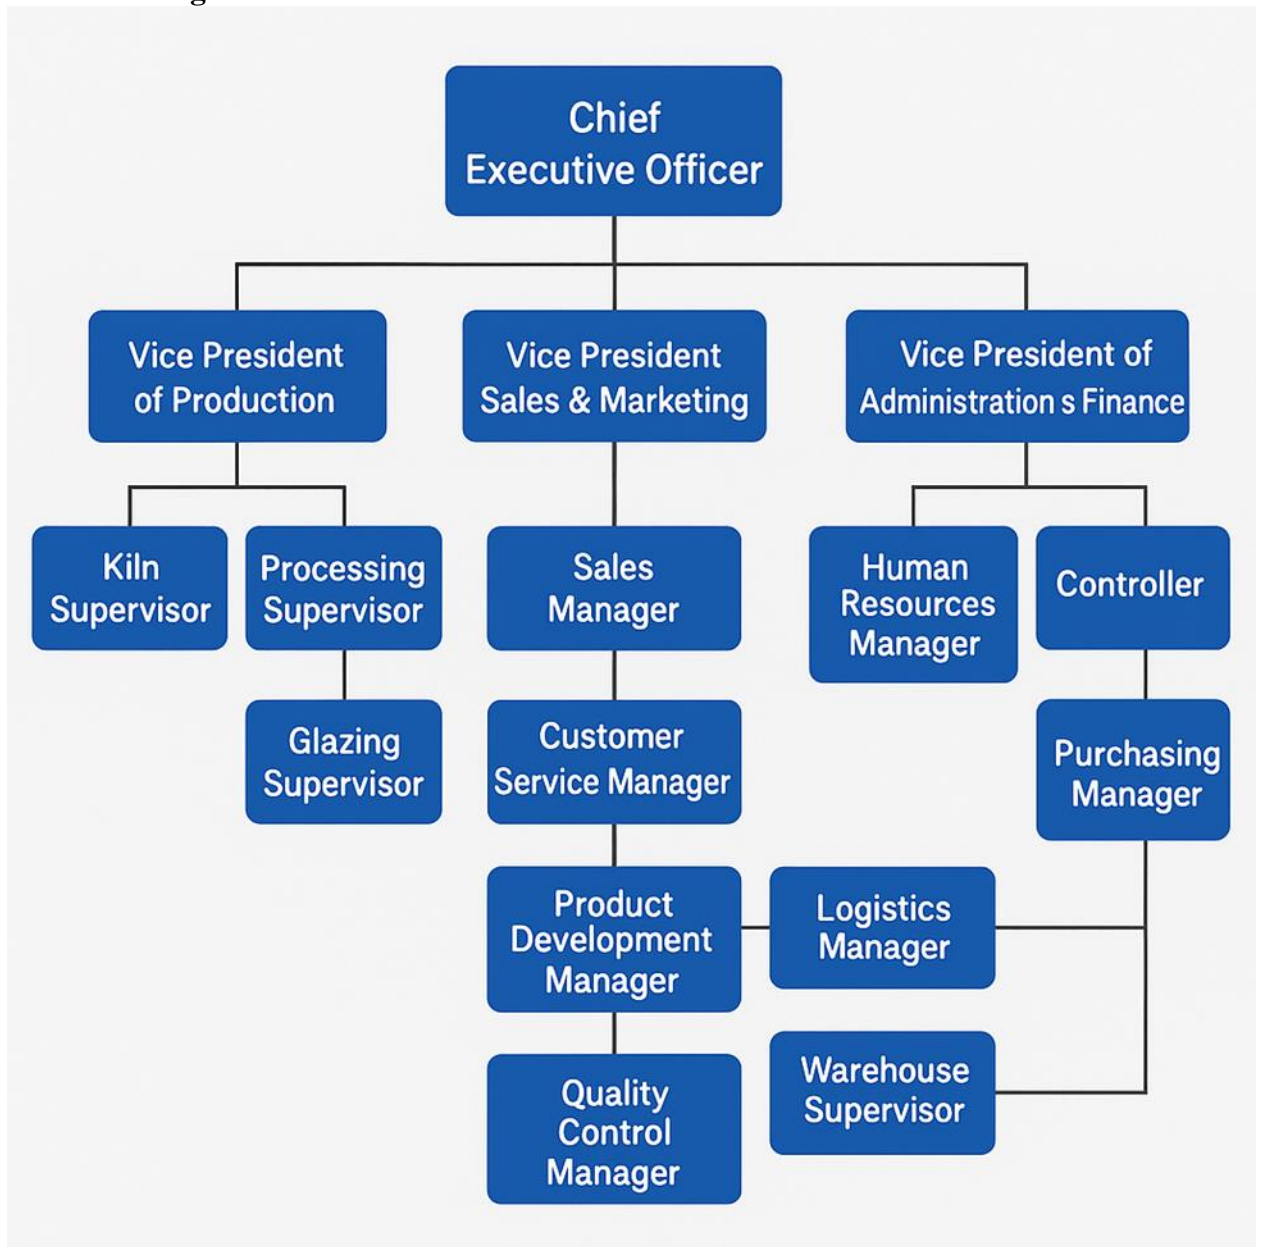 Chief
Executive Officer
Vice President
of Production
Vice President
Sales & Marketing
Vice President of
Administration s Finance
Kiln
Supervisor
Processing
Supervisor
Sales
Manager
Human
Resources
Manager
Controller
Glazing
Supervisor
Customer
Service Manager
Purchasing
Manager
Product
Development
Manager
Logistics
Manager
Quality
Control
Manager
Warehouse
Supervisor